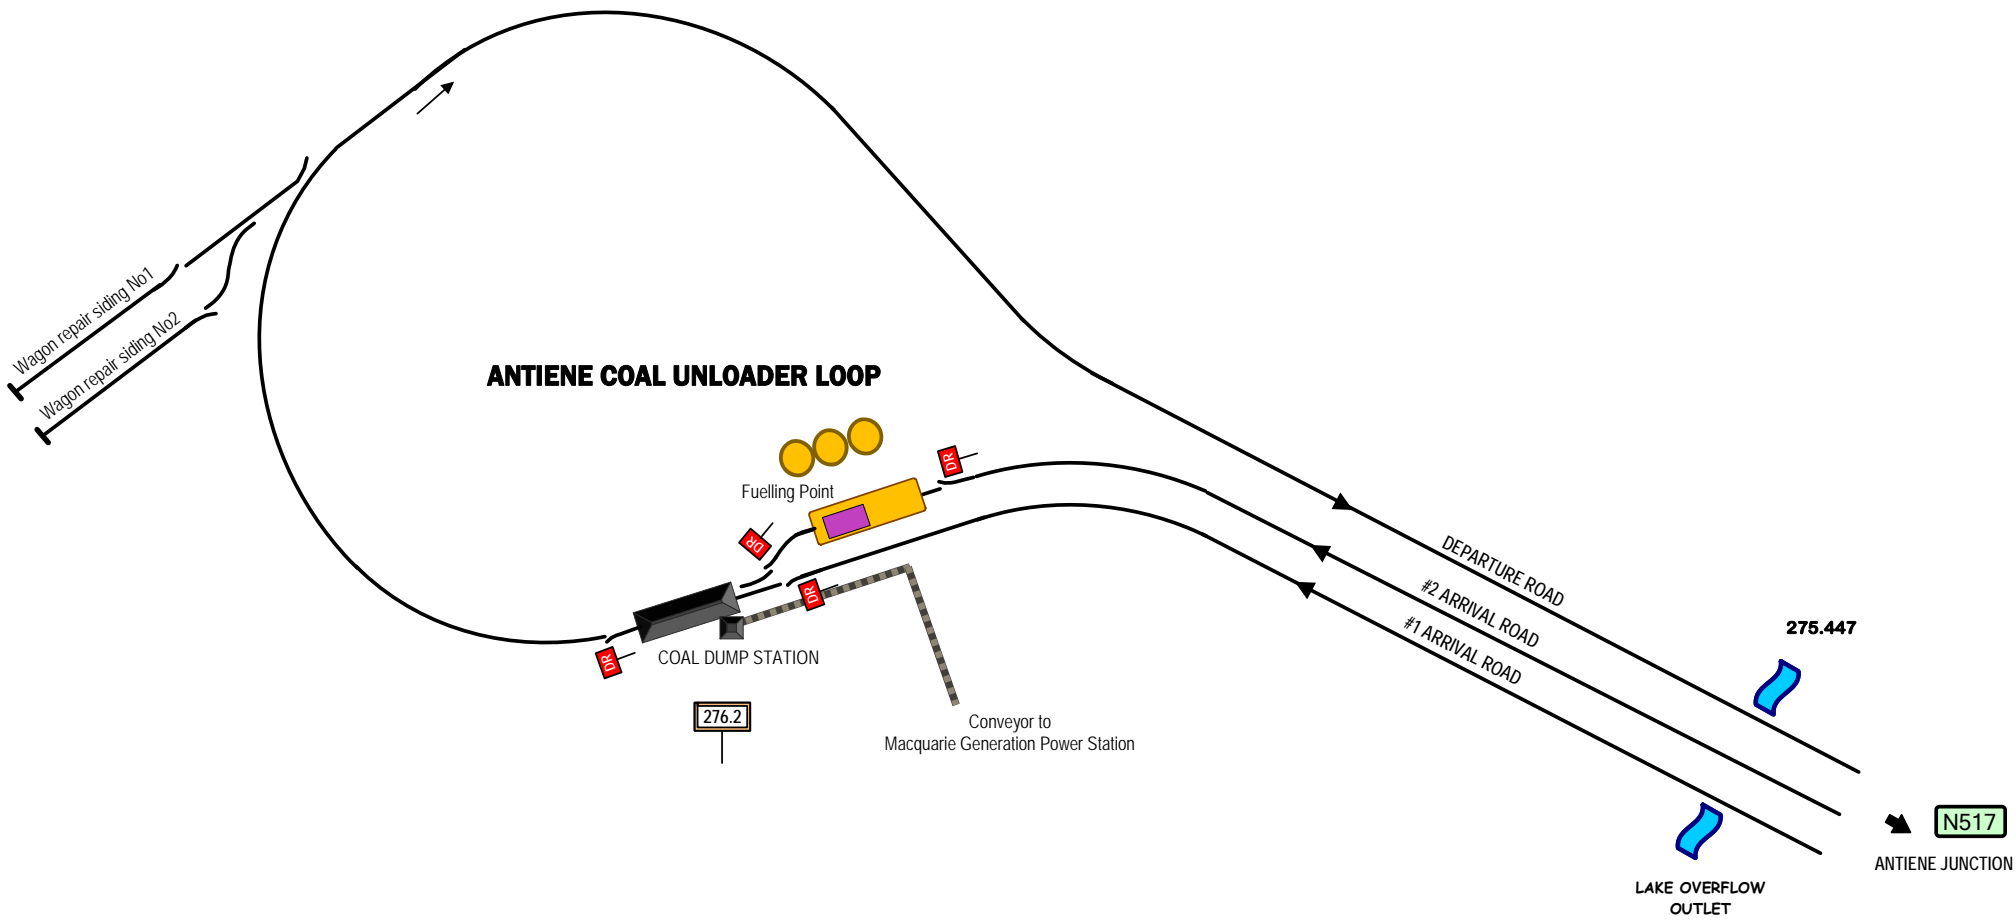 Wagon repair siding No1
Wagon repair siding No2
ANTIENE COAL UNLOADER LOOP
Fuelling Point
DR
DR
DR
DR
COAL DUMP STATION
276.2
Conveyor to
Macquarie Generation Power Station
DEPARTURE ROAD
#2 ARRIVAL ROAD
#1 ARRIVAL ROAD
275.447
N517
ANTIENE JUNCTION
LAKE OVERFLOW
OUTLET